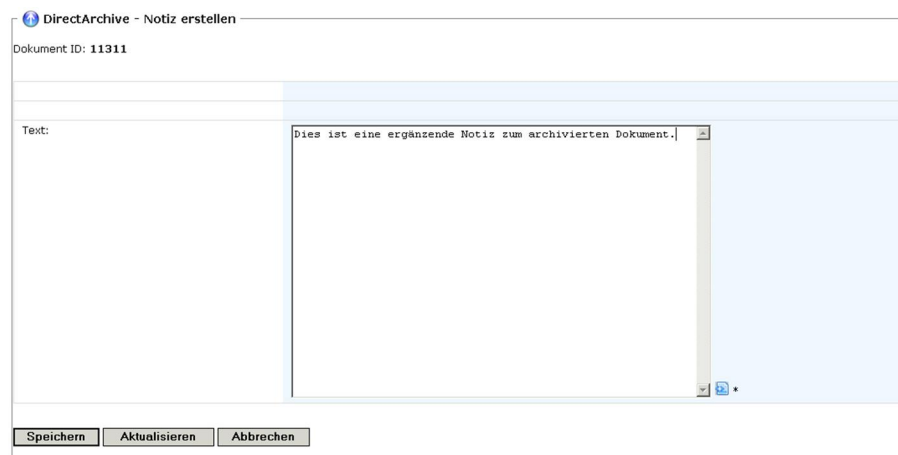 DirectArchive - Notiz erstellen
Dokument ID: 11311
Text:
Dies ist eine ergänzende Notiz zum archivierten Dokument.
*
Speichern Aktualisieren Abbrechen